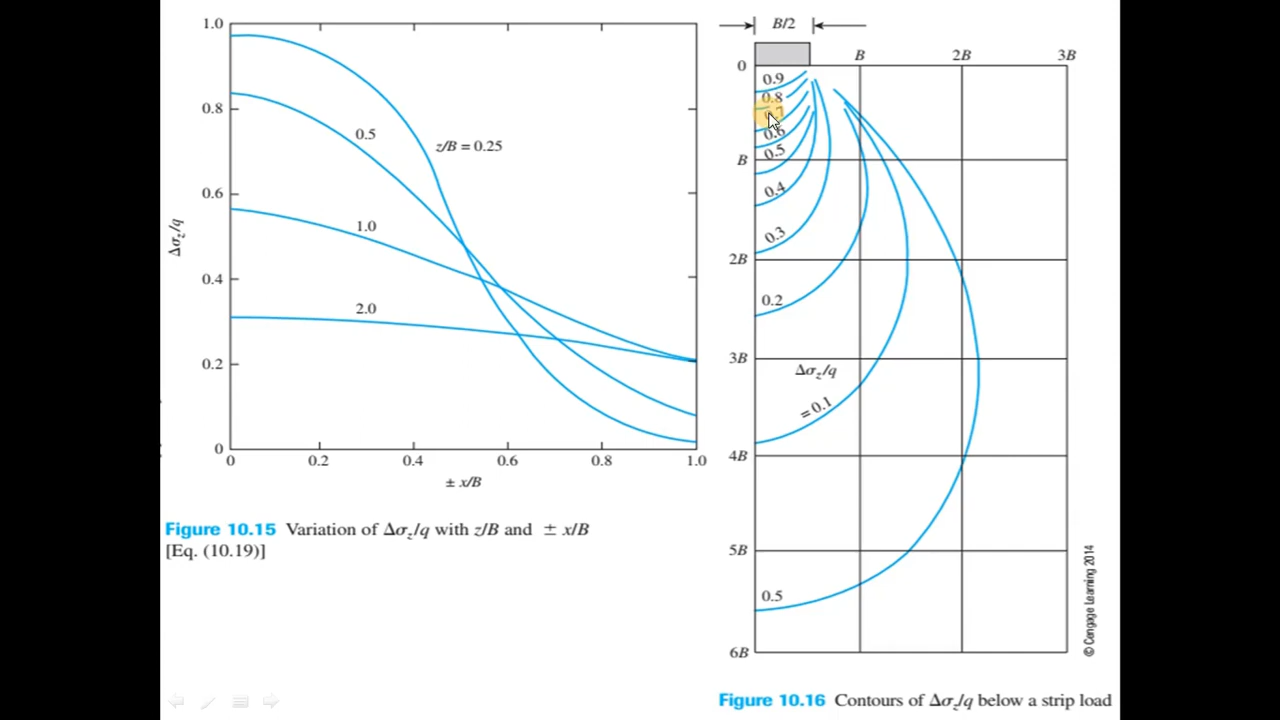 1.0
0.8
0.6
0.4
0.2
0
Δσz/q
0.5
z/B = 0.25
1.0
2.0
0 0.2 0.4 0.6 0.8 1.0
± x/B
Figure 10.15 Variation of Δσz/q with z/B and ± x/B
[Eq. (10.19)]
B/2
0 B 2B 3B
0.9
0.8
0.7
0.6
0.5
B
0.4
0.3
2B
0.2
3B
Δσz/q
= 0.1
4B
5B
0.5
6B
© Cengage Learning 2014
Figure 10.16 Contours of Δσz/q below a strip load